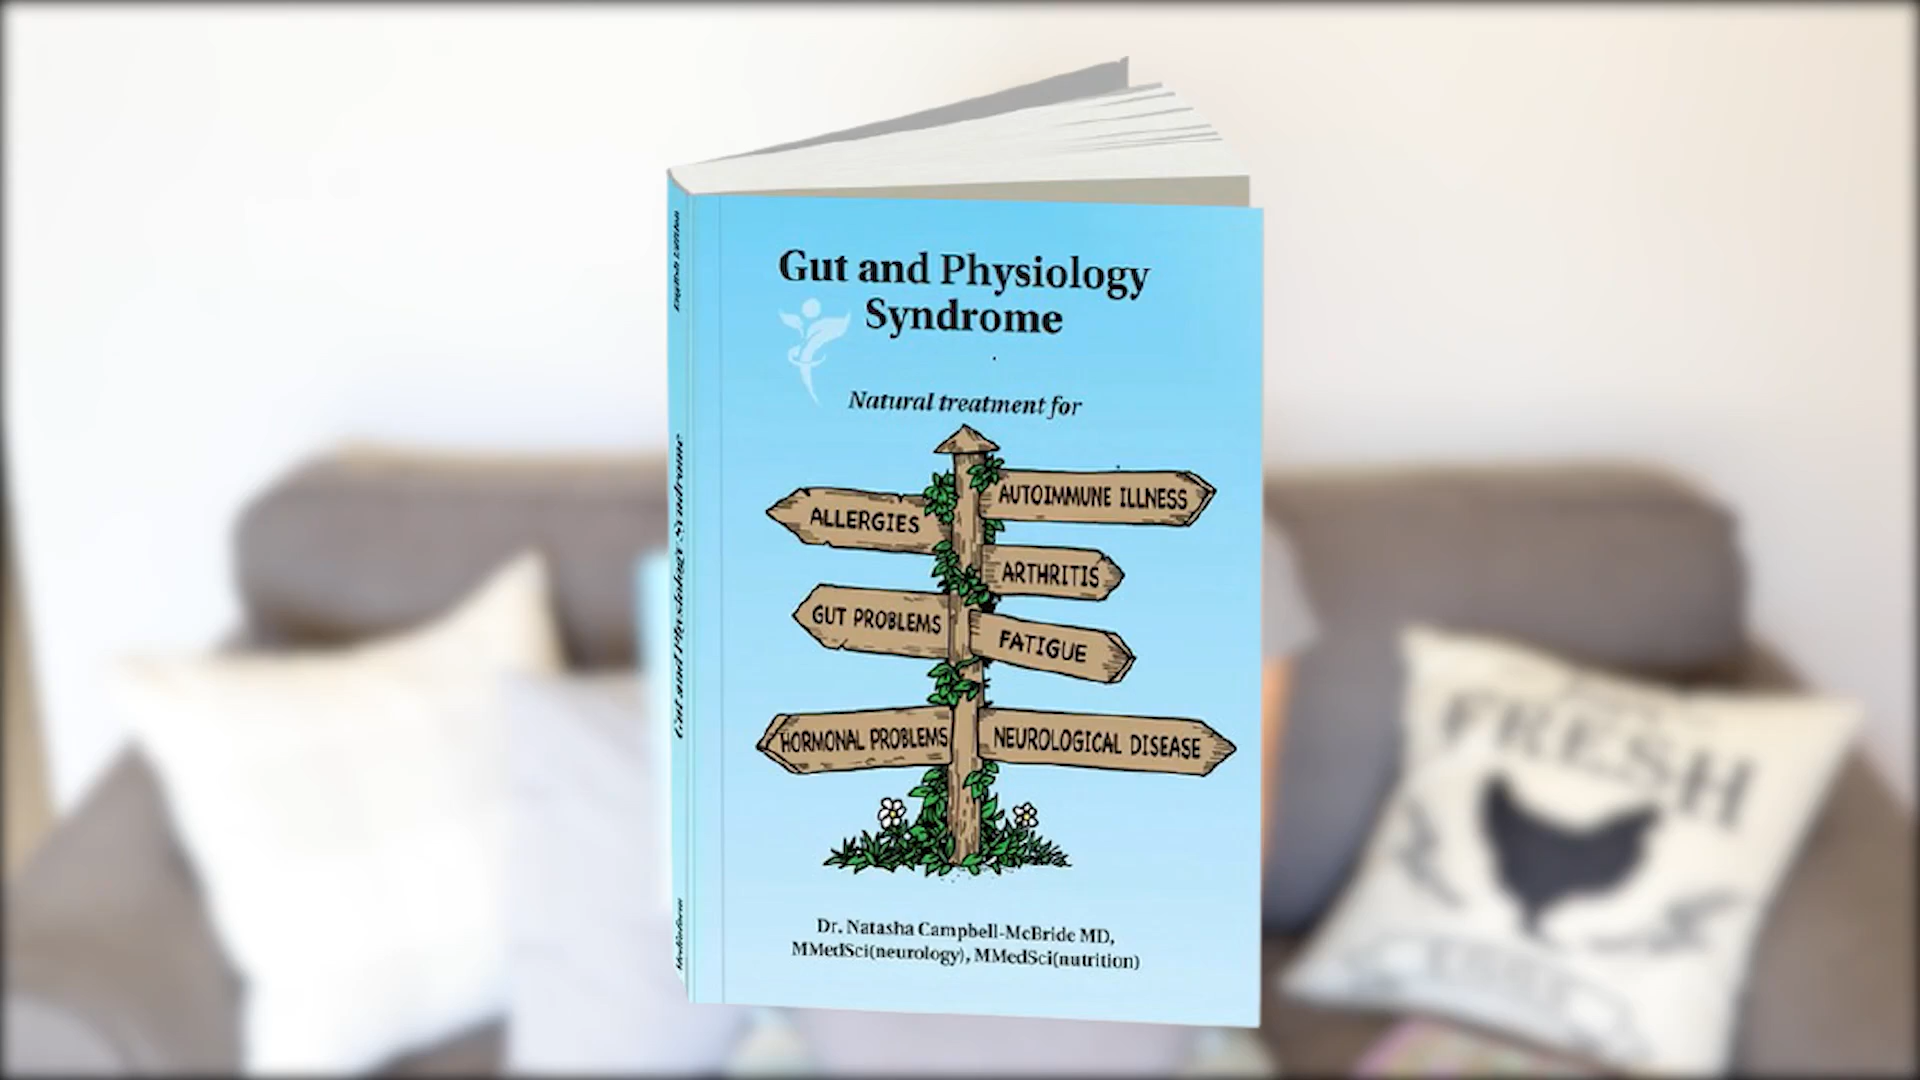 Gut and Physiology
Syndrome
Natural treatment for
AUTOIMMUNE ILLNESS
ALLERGIES
ARTHRITIS
GUT PROBLEMS
FATIGUE
HORMONAL PROBLEMS
NEUROLOGICAL DISEASE
Dr. Natasha Campbell-McBride MD,
MMedSci(neurology), MMedSci(nutrition)
Gut and Physiology Syndrome
FRESH